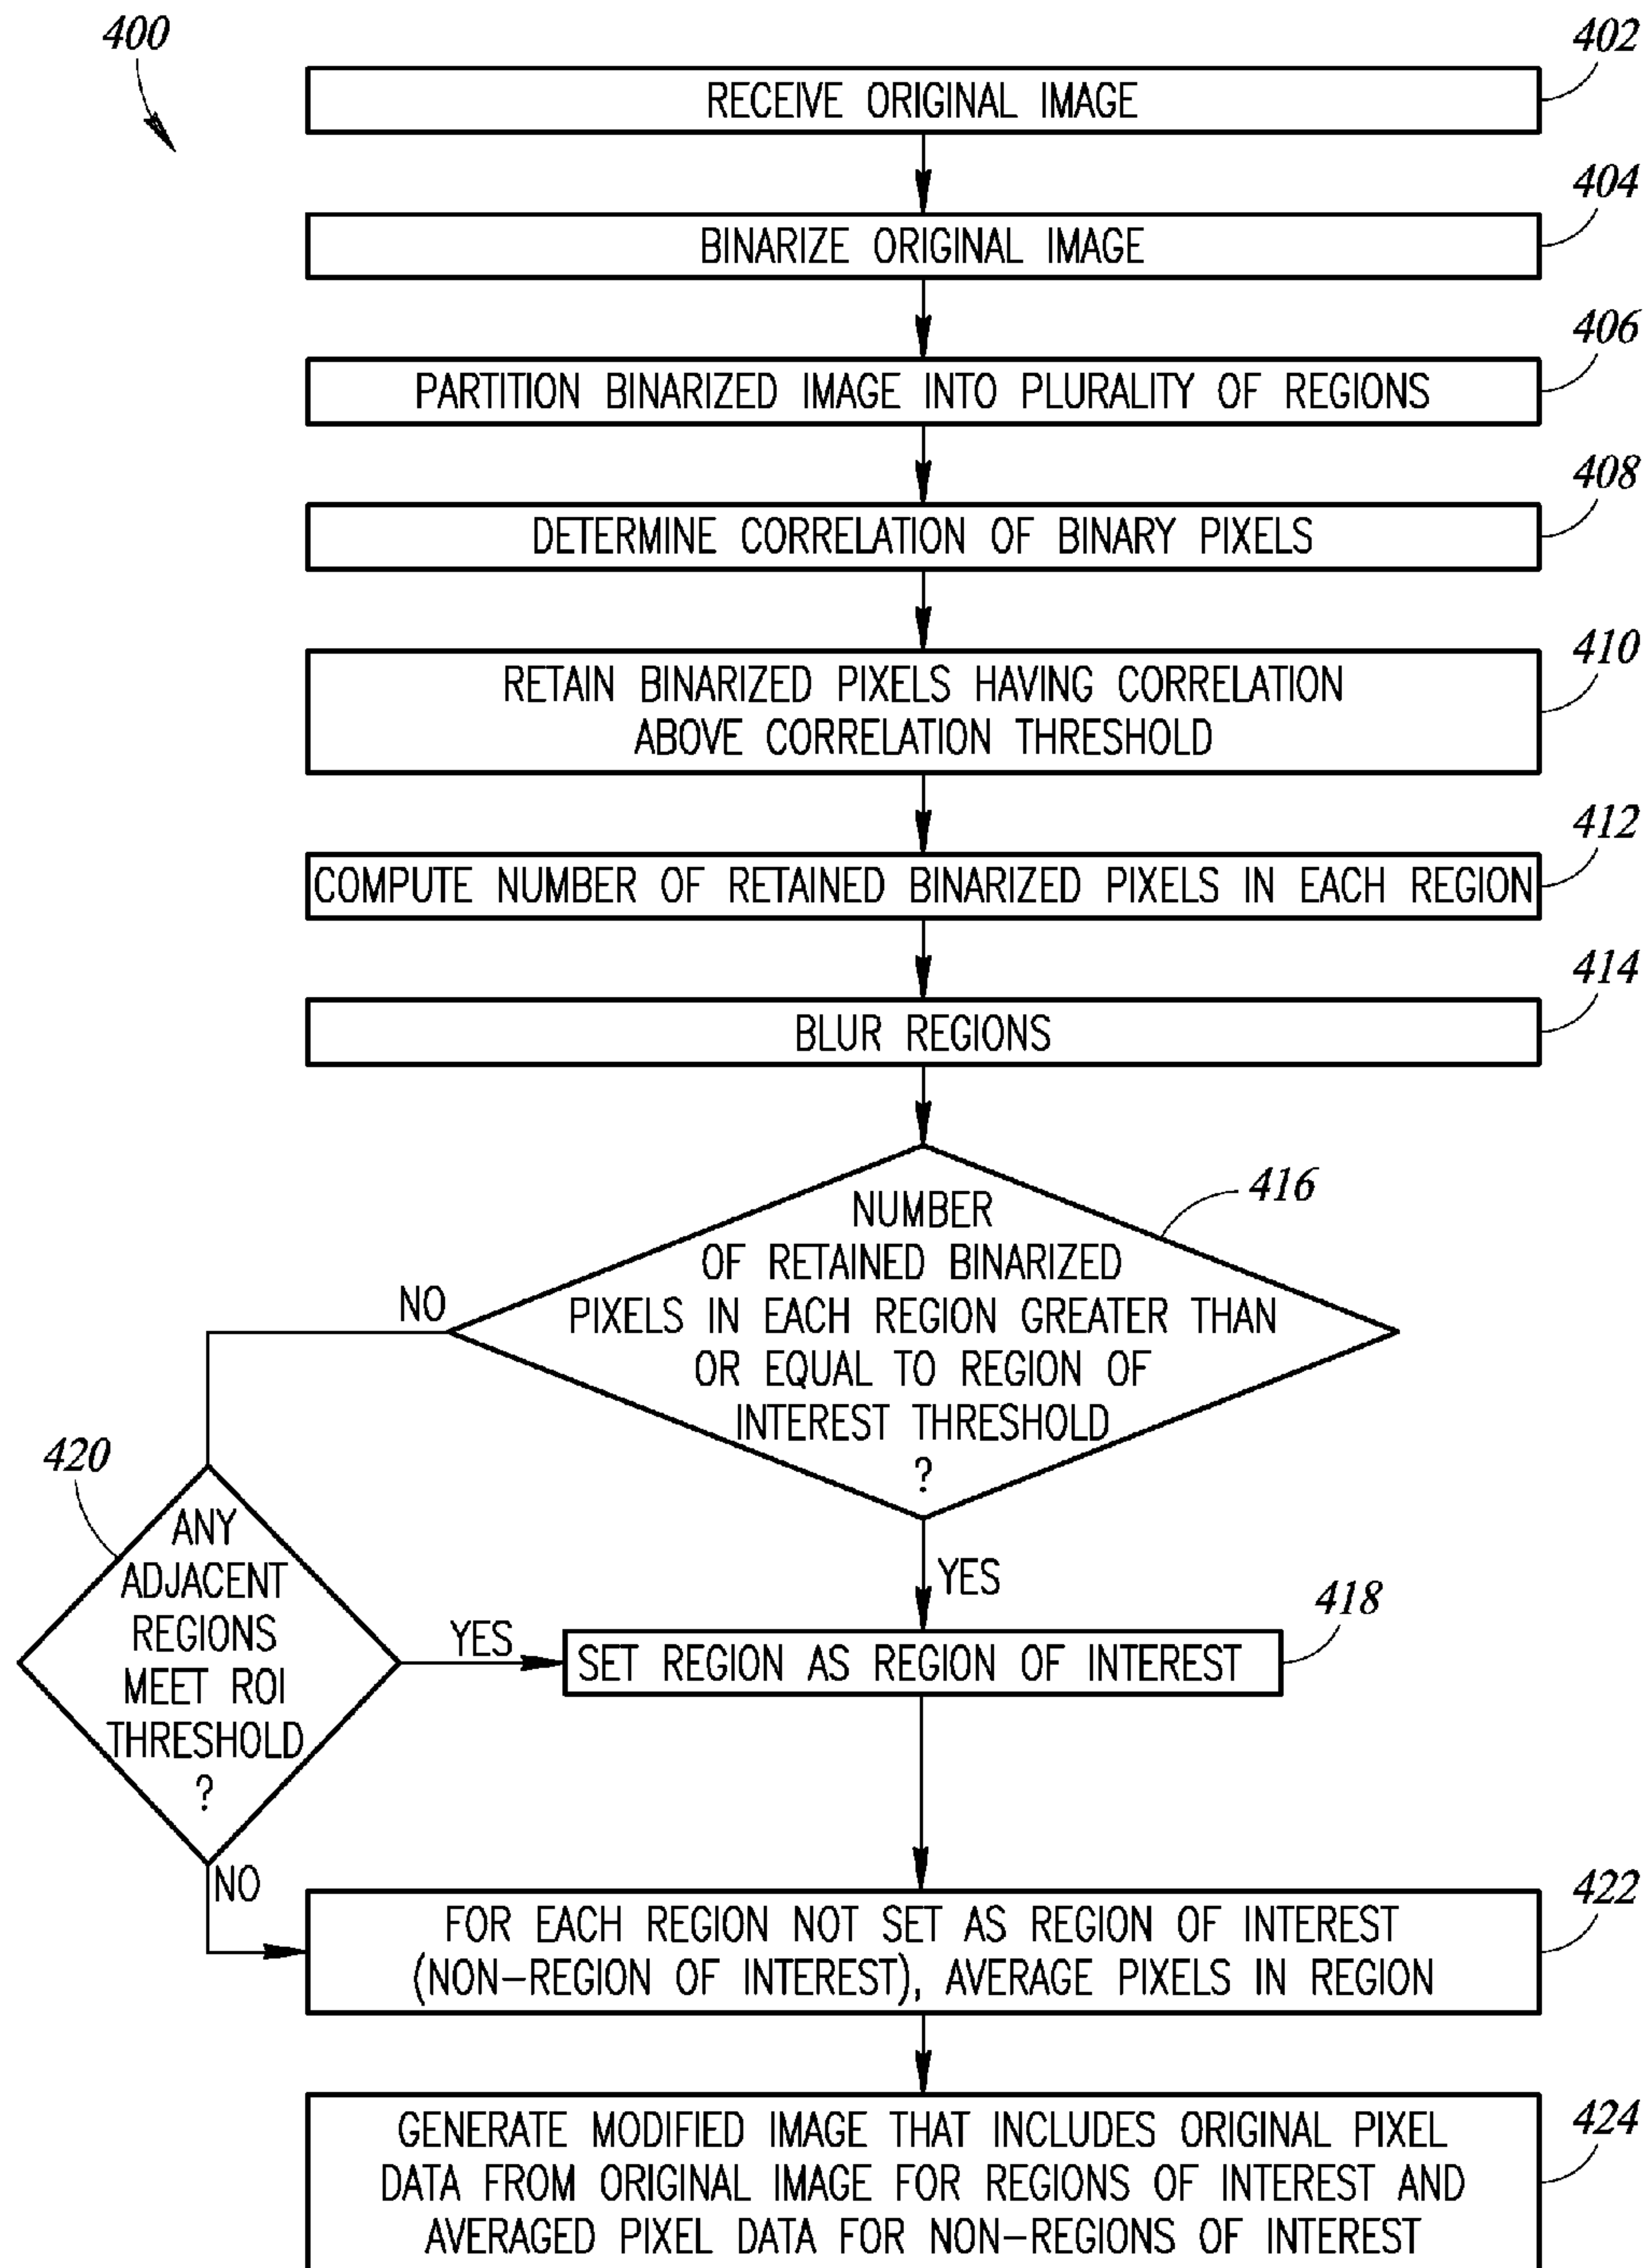 400
402
RECEIVE ORIGINAL IMAGE
404
BINARIZE ORIGINAL IMAGE
406
PARTITION BINARIZED IMAGE INTO PLURALITY OF REGIONS
408
DETERMINE CORRELATION OF BINARY PIXELS
410
RETAIN BINARIZED PIXELS HAVING CORRELATION
ABOVE CORRELATION THRESHOLD
412
COMPUTE NUMBER OF RETAINED BINARIZED PIXELS IN EACH REGION
414
BLUR REGIONS
416
NUMBER
OF RETAINED BINARIZED
PIXELS IN EACH REGION GREATER THAN
OR EQUAL TO REGION OF
INTEREST THRESHOLD
?
NO
YES
420
ANY
ADJACENT
REGIONS
MEET ROI
THRESHOLD
?
YES
NO
418
SET REGION AS REGION OF INTEREST
422
FOR EACH REGION NOT SET AS REGION OF INTEREST
(NON-REGION OF INTEREST), AVERAGE PIXELS IN REGION
424
GENERATE MODIFIED IMAGE THAT INCLUDES ORIGINAL PIXEL
DATA FROM ORIGINAL IMAGE FOR REGIONS OF INTEREST AND
AVERAGED PIXEL DATA FOR NON-REGIONS OF INTEREST